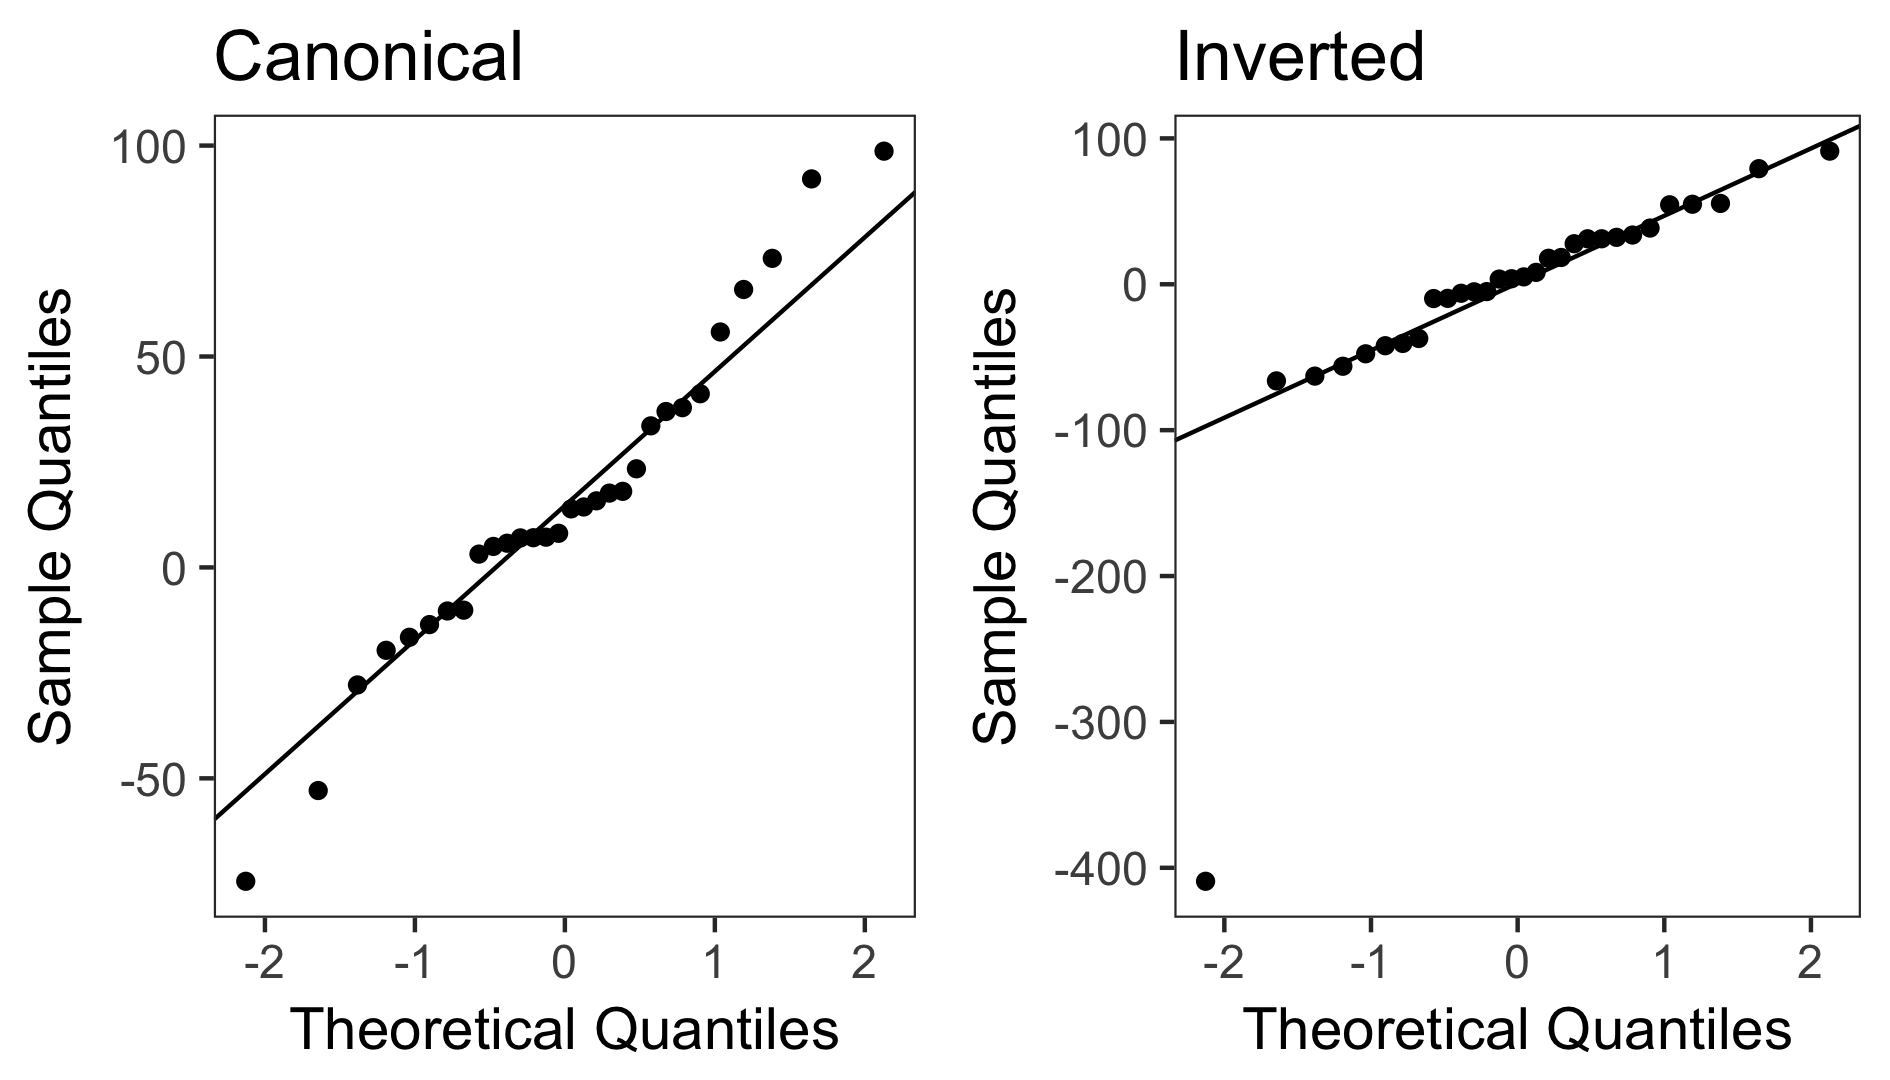 Canonical
100
50
0
-50
Sample Quantiles
-2 -1 0 1 2
Theoretical Quantiles
Inverted
100
0
-100
-200
-300
-400
Sample Quantiles
-2 -1 0 1 2
Theoretical Quantiles